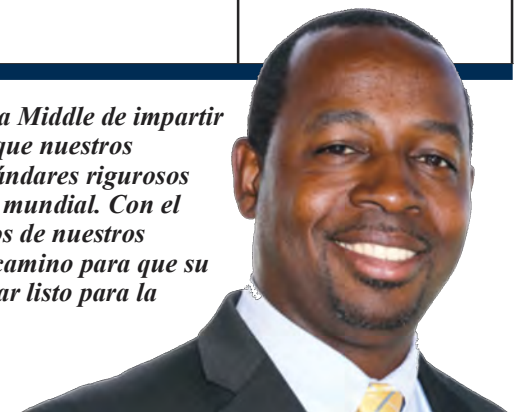 a Middle de impartir
que nuestros
ándares rigurosos
mundial. Con el
os de nuestros
camino para que su
ar listo para la